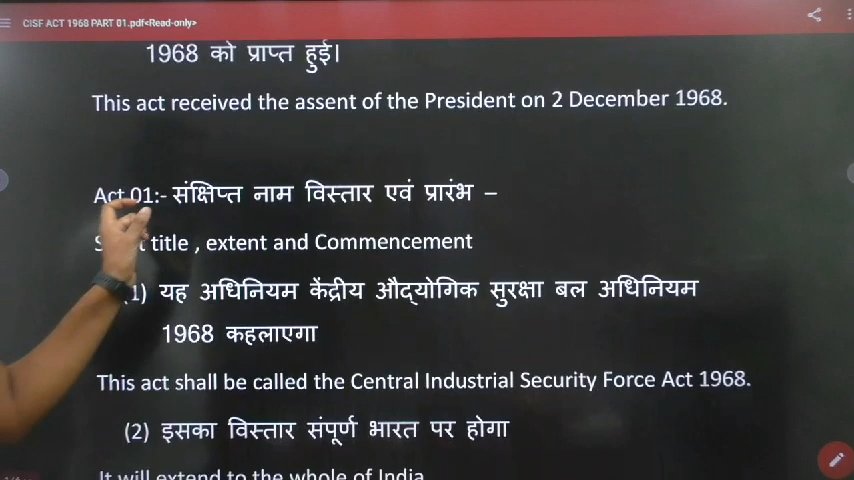 CISF ACT 1968 PART 01.pdf<Read-only>
1968 को प्राप्त हुई।
This act received the assent of the President on 2 December 1968.
Act 01:- संक्षिप्त नाम विस्तार एवं प्रारंभ –
title , extent and Commencement
(1) यह अधिनियम केंद्रीय औद्योगिक सुरक्षा बल अधिनियम
1968 कहलाएगा
This act shall be called the Central Industrial Security Force Act 1968.
(2) इसका विस्तार संपूर्ण भारत पर होगा
It will extend to the whole of India